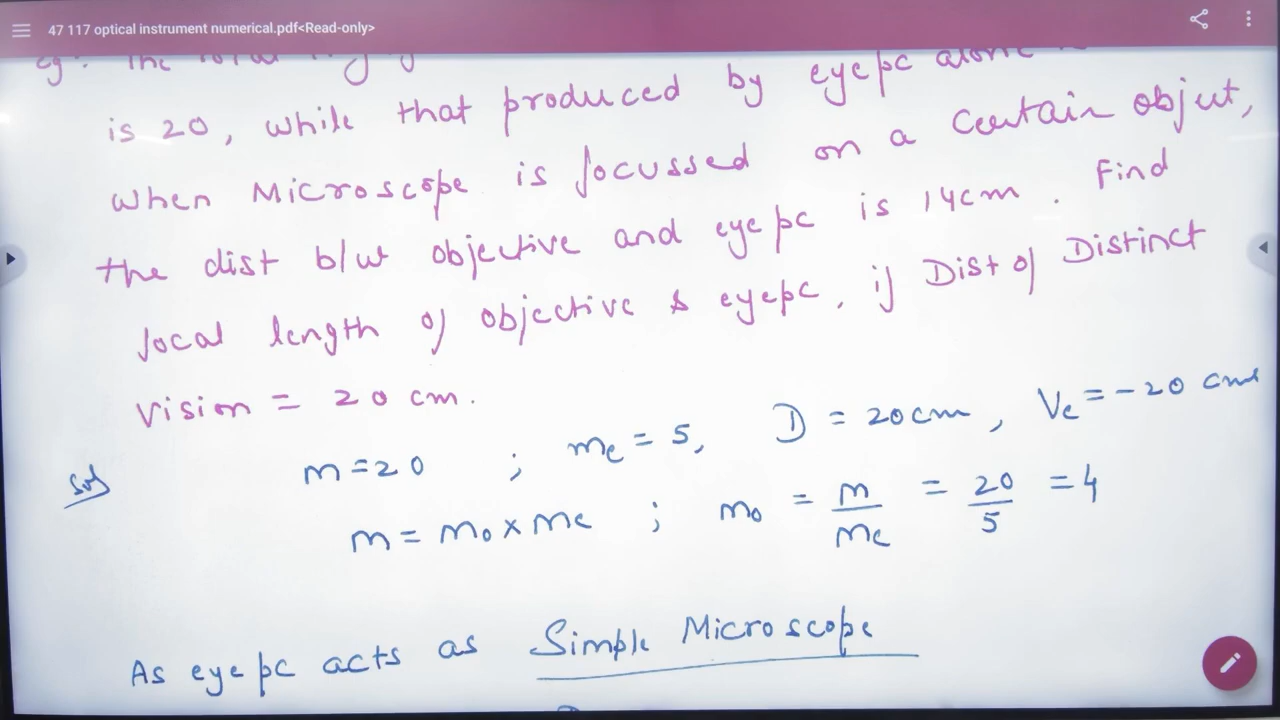 47 117 optical instrument numerical.pdf<Read-only>
eg:
is 20, while that produced by eyepc alone
when Microscope is focussed on a certain object,
the dist b/w objective and eyepc is 14cm. Find
focal length of objective & eyepc, if Dist of Distinct
vision = 20 cm.
Sol m=20 ; me = 5, D = 20cm, Ve = -20 cms
m = mo x me ; mo = m/me = 20/5 = 4
As eyepc acts as Simple Microscope